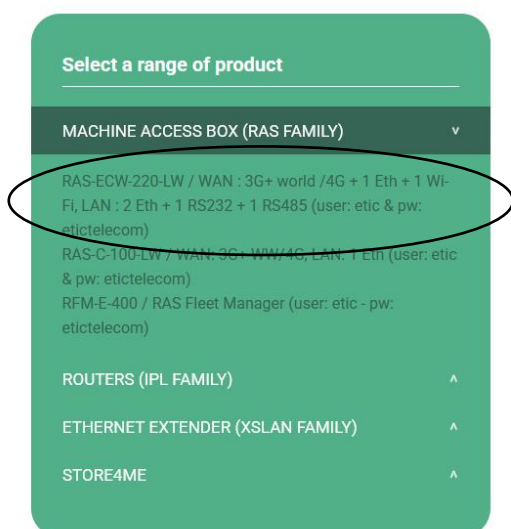 Select a range of product
MACHINE ACCESS BOX (RAS FAMILY) v
RAS-ECW-220-LW / WAN : 3G+ world /4G + 1 Eth + 1 Wi-
Fi, LAN : 2 Eth + 1 RS232 + 1 RS485 (user: etic & pw:
etictelecom)
RAS-C-100-LW / WAN: 3G+ WW/4G, LAN: 1 Eth (user: etic
& pw: etictelecom)
RFM-E-400 / RAS Fleet Manager (user: etic - pw:
etictelecom)
ROUTERS (IPL FAMILY) ^
ETHERNET EXTENDER (XSLAN FAMILY) ^
STORE4ME ^